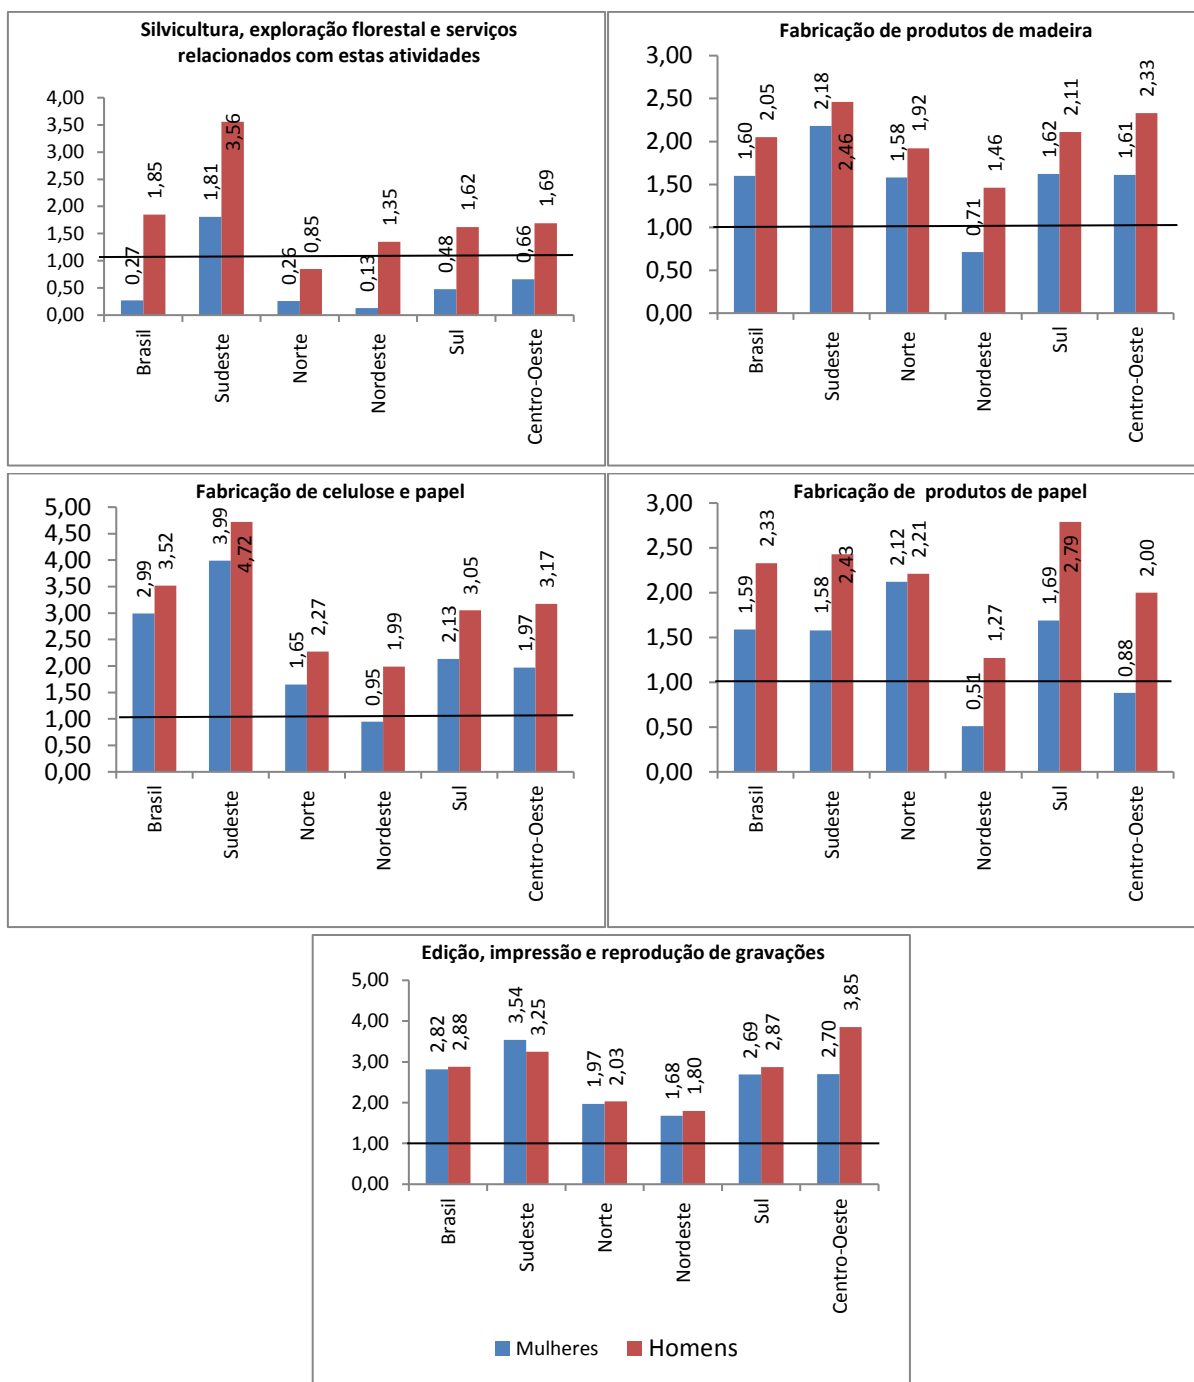 Silvicultura, exploração florestal e serviços
relacionados com estas atividades
4,00
3,50
3,00
2,50
2,00
1,50
1,00
0,50
0,00
0,27
1,85
1,81
3,56
0,26
0,85
0,13
1,35
0,48
1,62
0,66
1,69
Brasil
Sudeste
Norte
Nordeste
Sul
Centro-Oeste
Fabricação de produtos de madeira
3,00
2,50
2,00
1,50
1,00
0,50
0,00
1,60
2,05
2,18
2,46
1,58
1,92
0,71
1,46
1,62
2,11
1,61
2,33
Brasil
Sudeste
Norte
Nordeste
Sul
Centro-Oeste
Fabricação de celulose e papel
5,00
4,50
4,00
3,50
3,00
2,50
2,00
1,50
1,00
0,50
0,00
2,99
3,52
3,99
4,72
1,65
2,27
0,95
1,99
2,13
3,05
1,97
3,17
Brasil
Sudeste
Norte
Nordeste
Sul
Centro-Oeste
Fabricação de  produtos de papel
3,00
2,50
2,00
1,50
1,00
0,50
0,00
1,59
2,33
1,58
2,43
2,12
2,21
0,51
1,27
1,69
2,79
0,88
2,00
Brasil
Sudeste
Norte
Nordeste
Sul
Centro-Oeste
Edição, impressão e reprodução de gravações
5,00
4,00
3,00
2,00
1,00
0,00
2,82
2,88
3,54
3,25
1,97
2,03
1,68
1,80
2,69
2,87
2,70
3,85
Brasil
Sudeste
Norte
Nordeste
Sul
Centro-Oeste
Mulheres
Homens